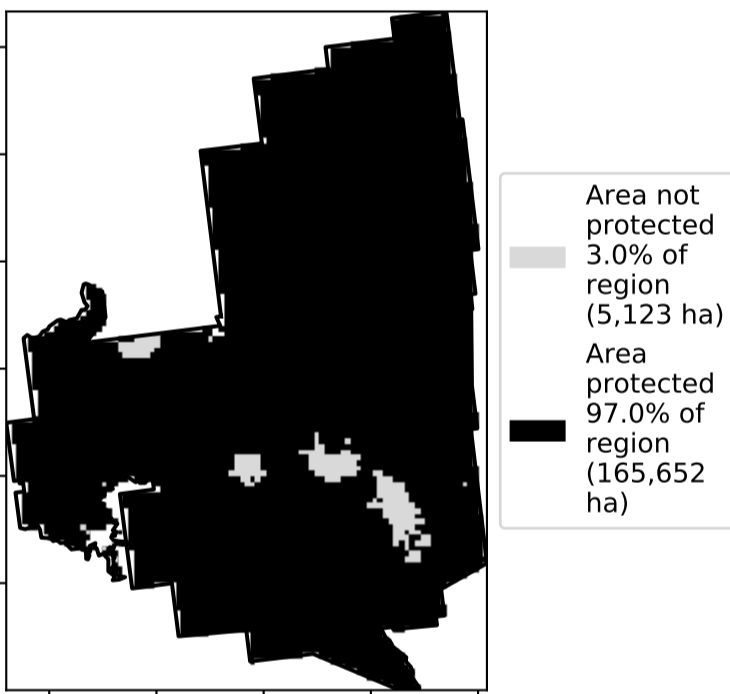 Area not
protected
3.0% of
region
(5,123 ha)
Area
protected
97.0% of
region
(165,652
ha)